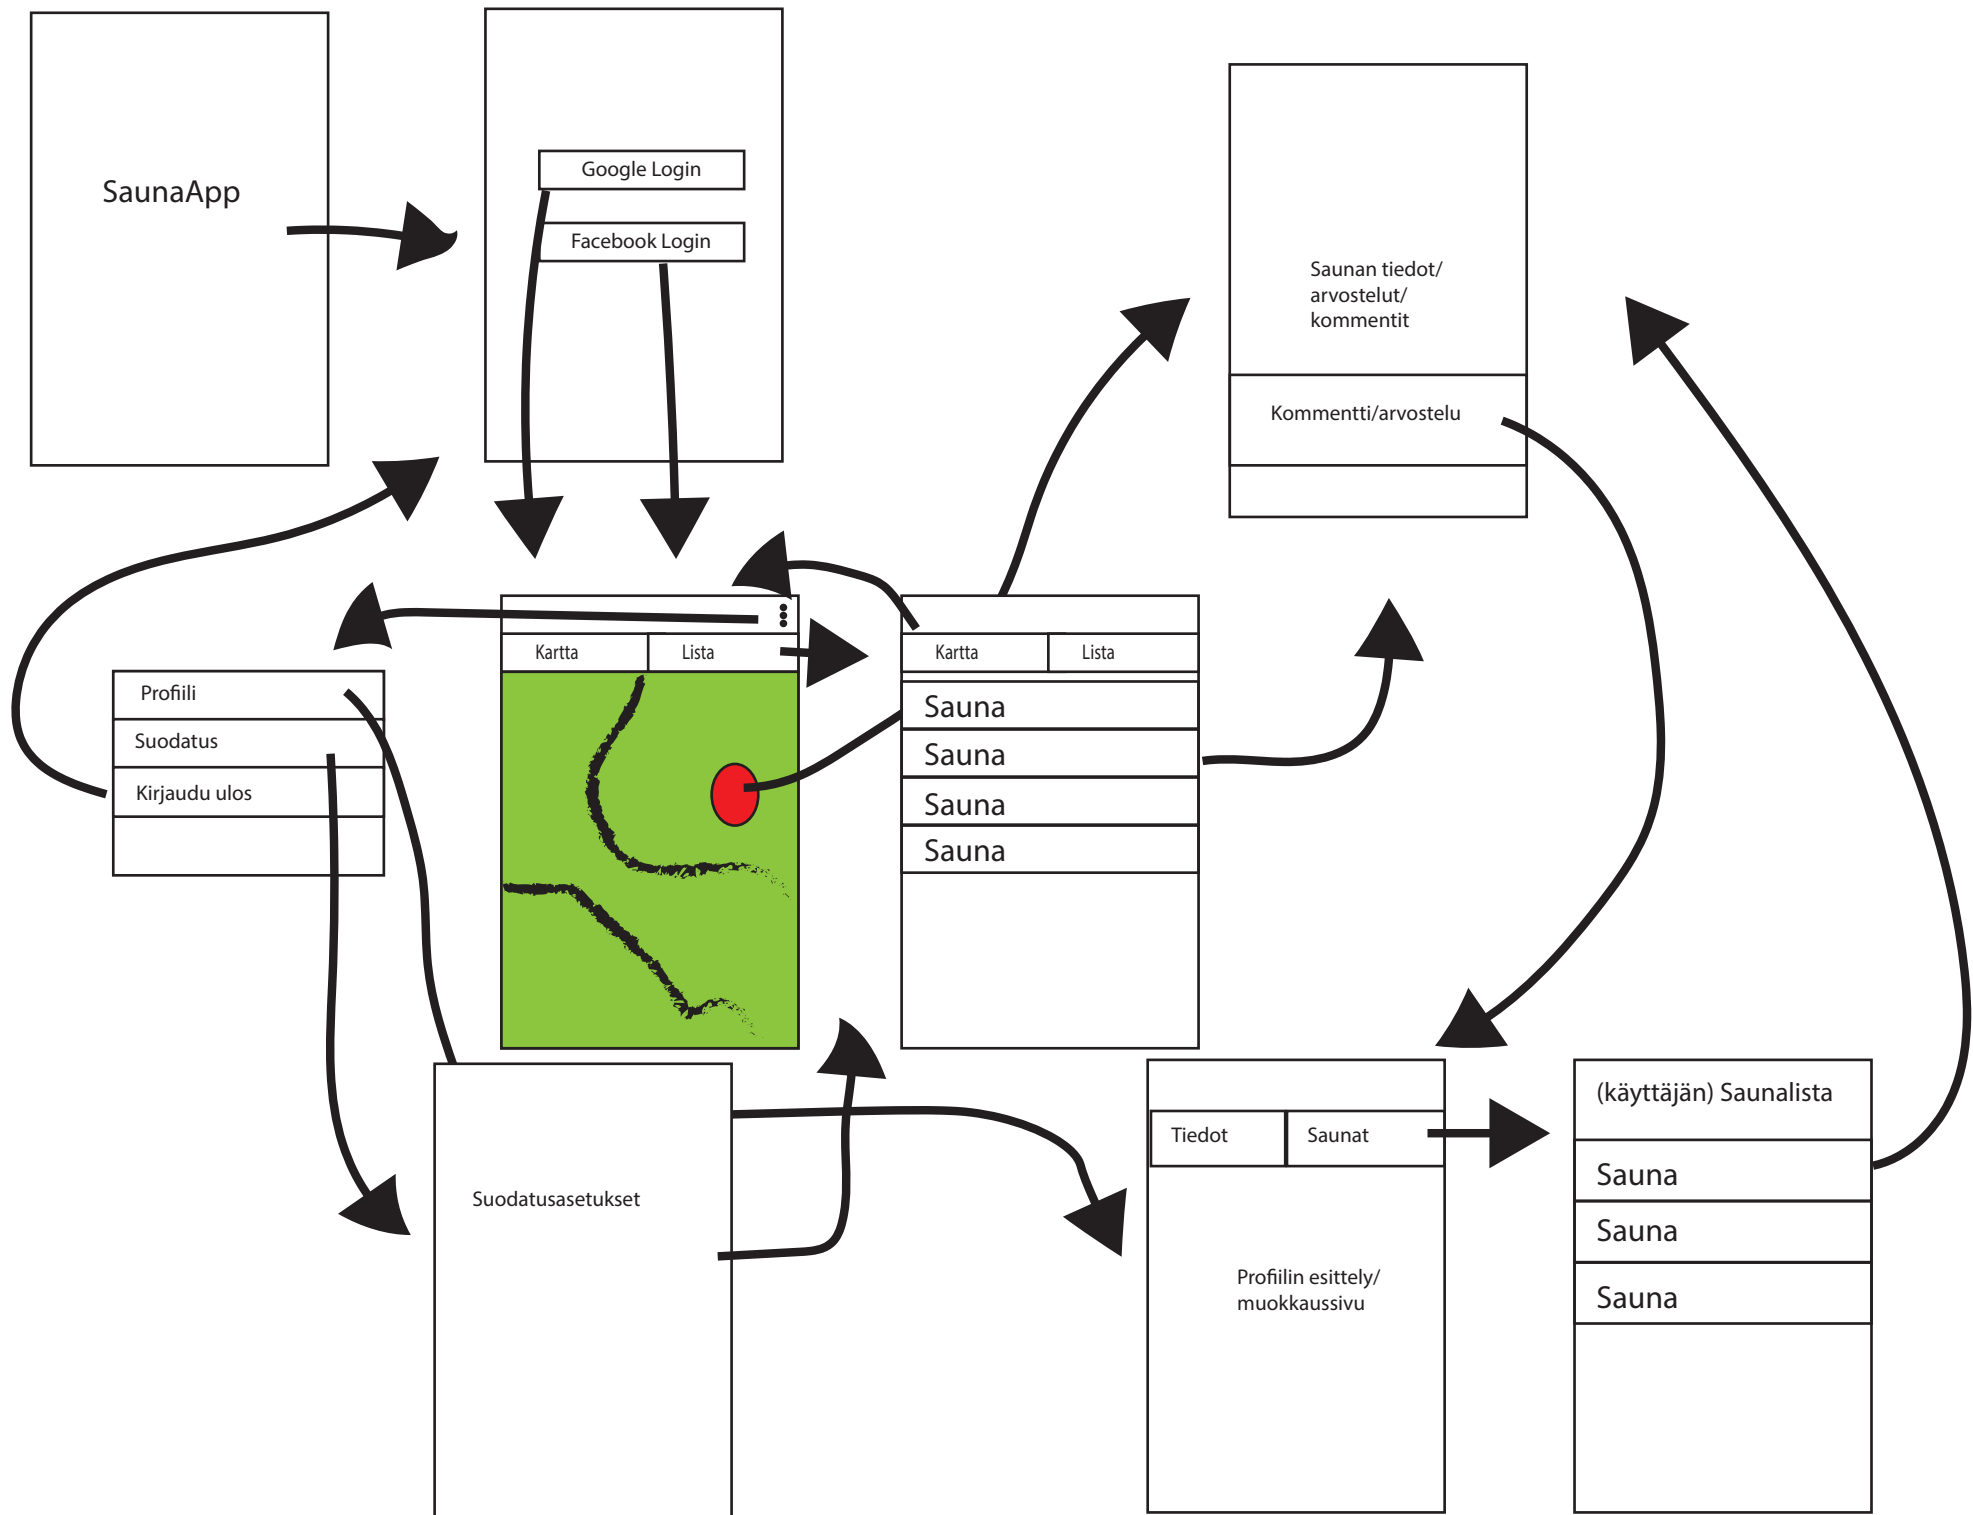 SaunaApp
Google Login
Facebook Login
Saunan tiedot/
arvostelut/
kommentit
Kommentti/arvostelu
Profiili
Suodatus
Kirjaudu ulos
Kartta
Lista
Kartta
Lista
Sauna
Sauna
Sauna
Sauna
Suodatusasetukset
Tiedot
Saunat
Profiilin esittely/
muokkaussivu
(käyttäjän) Saunalista
Sauna
Sauna
Sauna